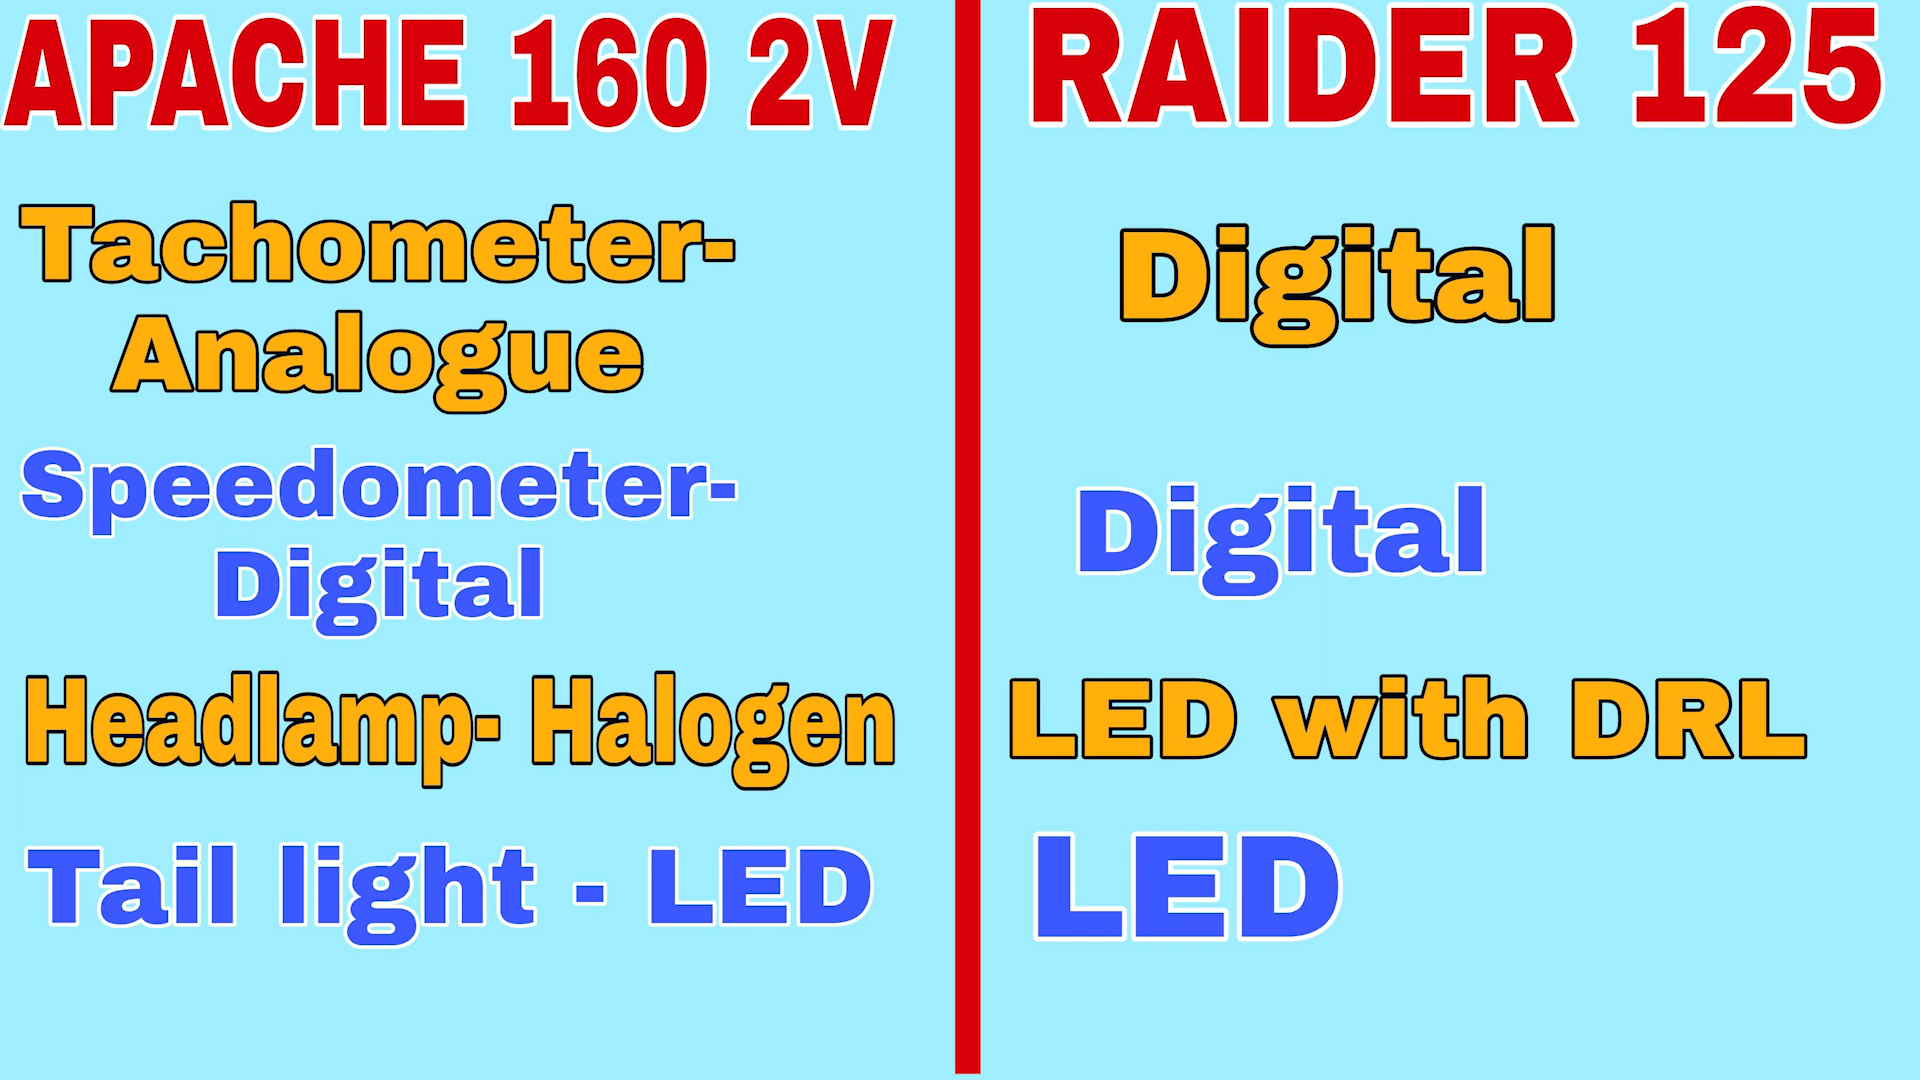 APACHE 160 2V
Tachometer-
Analogue
Speedometer-
Digital
Headlamp- Halogen
Tail light - LED
RAIDER 125
Digital
Digital
LED with DRL
LED